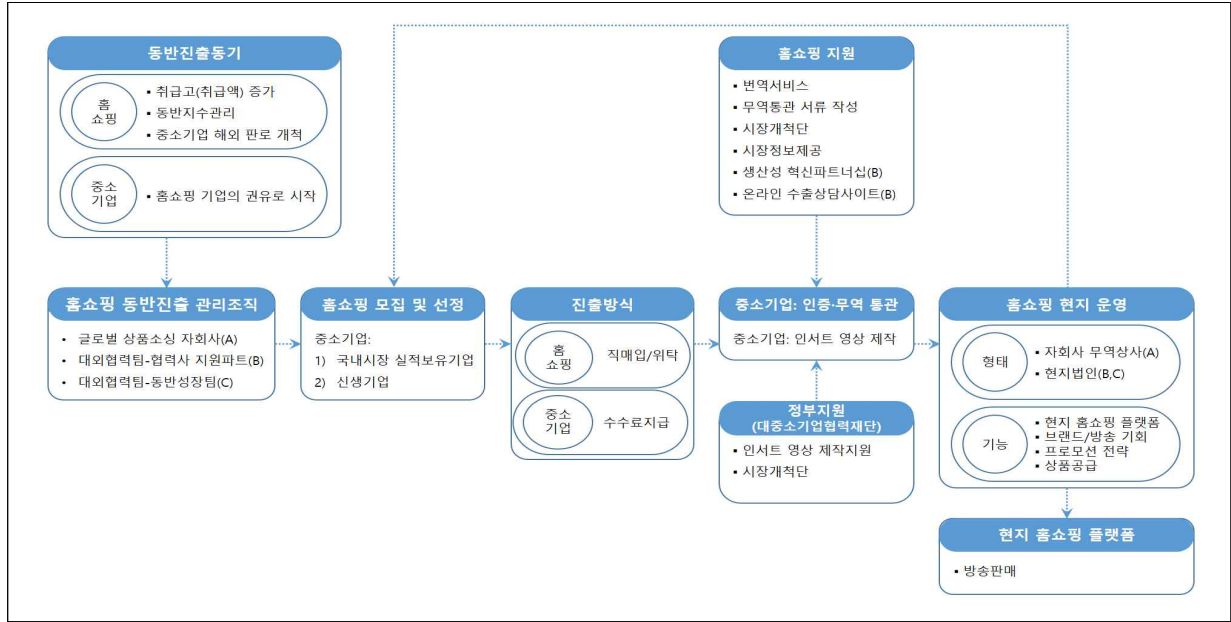 동반진출동기
홈
쇼핑
▪ 취급고(취급액) 증가
▪ 동반지수관리
▪ 중소기업 해외 판로 개척
중소
기업
▪ 홈쇼핑 기업의 권유로 시작
홈쇼핑 지원
▪ 번역서비스
▪ 무역통관 서류 작성
▪ 시장개척단
▪ 시장정보제공
▪ 생산성 혁신파트너십(B)
▪ 온라인 수출상담사이트(B)
홈쇼핑 동반진출 관리조직
• 글로벌 상품소싱 자회사(A)
• 대외협력팀-협력사 지원파트(B)
• 대외협력팀-동반성장팀(C)
홈쇼핑 모집 및 선정
중소기업:
1) 국내시장 실적보유기업
2) 신생기업
진출방식
홈
쇼핑
직매입/위탁
중소
기업
수수료지급
중소기업: 인증·무역 통관
중소기업: 인서트 영상 제작
정부지원
(대중소기업협력재단)
▪ 인서트 영상 제작지원
▪ 시장개척단
홈쇼핑 현지 운영
형태
▪ 자회사 무역상사(A)
▪ 현지법인(B,C)
기능
▪ 현지 홈쇼핑 플랫폼
▪ 브랜드/방송 기회
▪ 프로모션 전략
▪ 상품공급
현지 홈쇼핑 플랫폼
▪ 방송판매